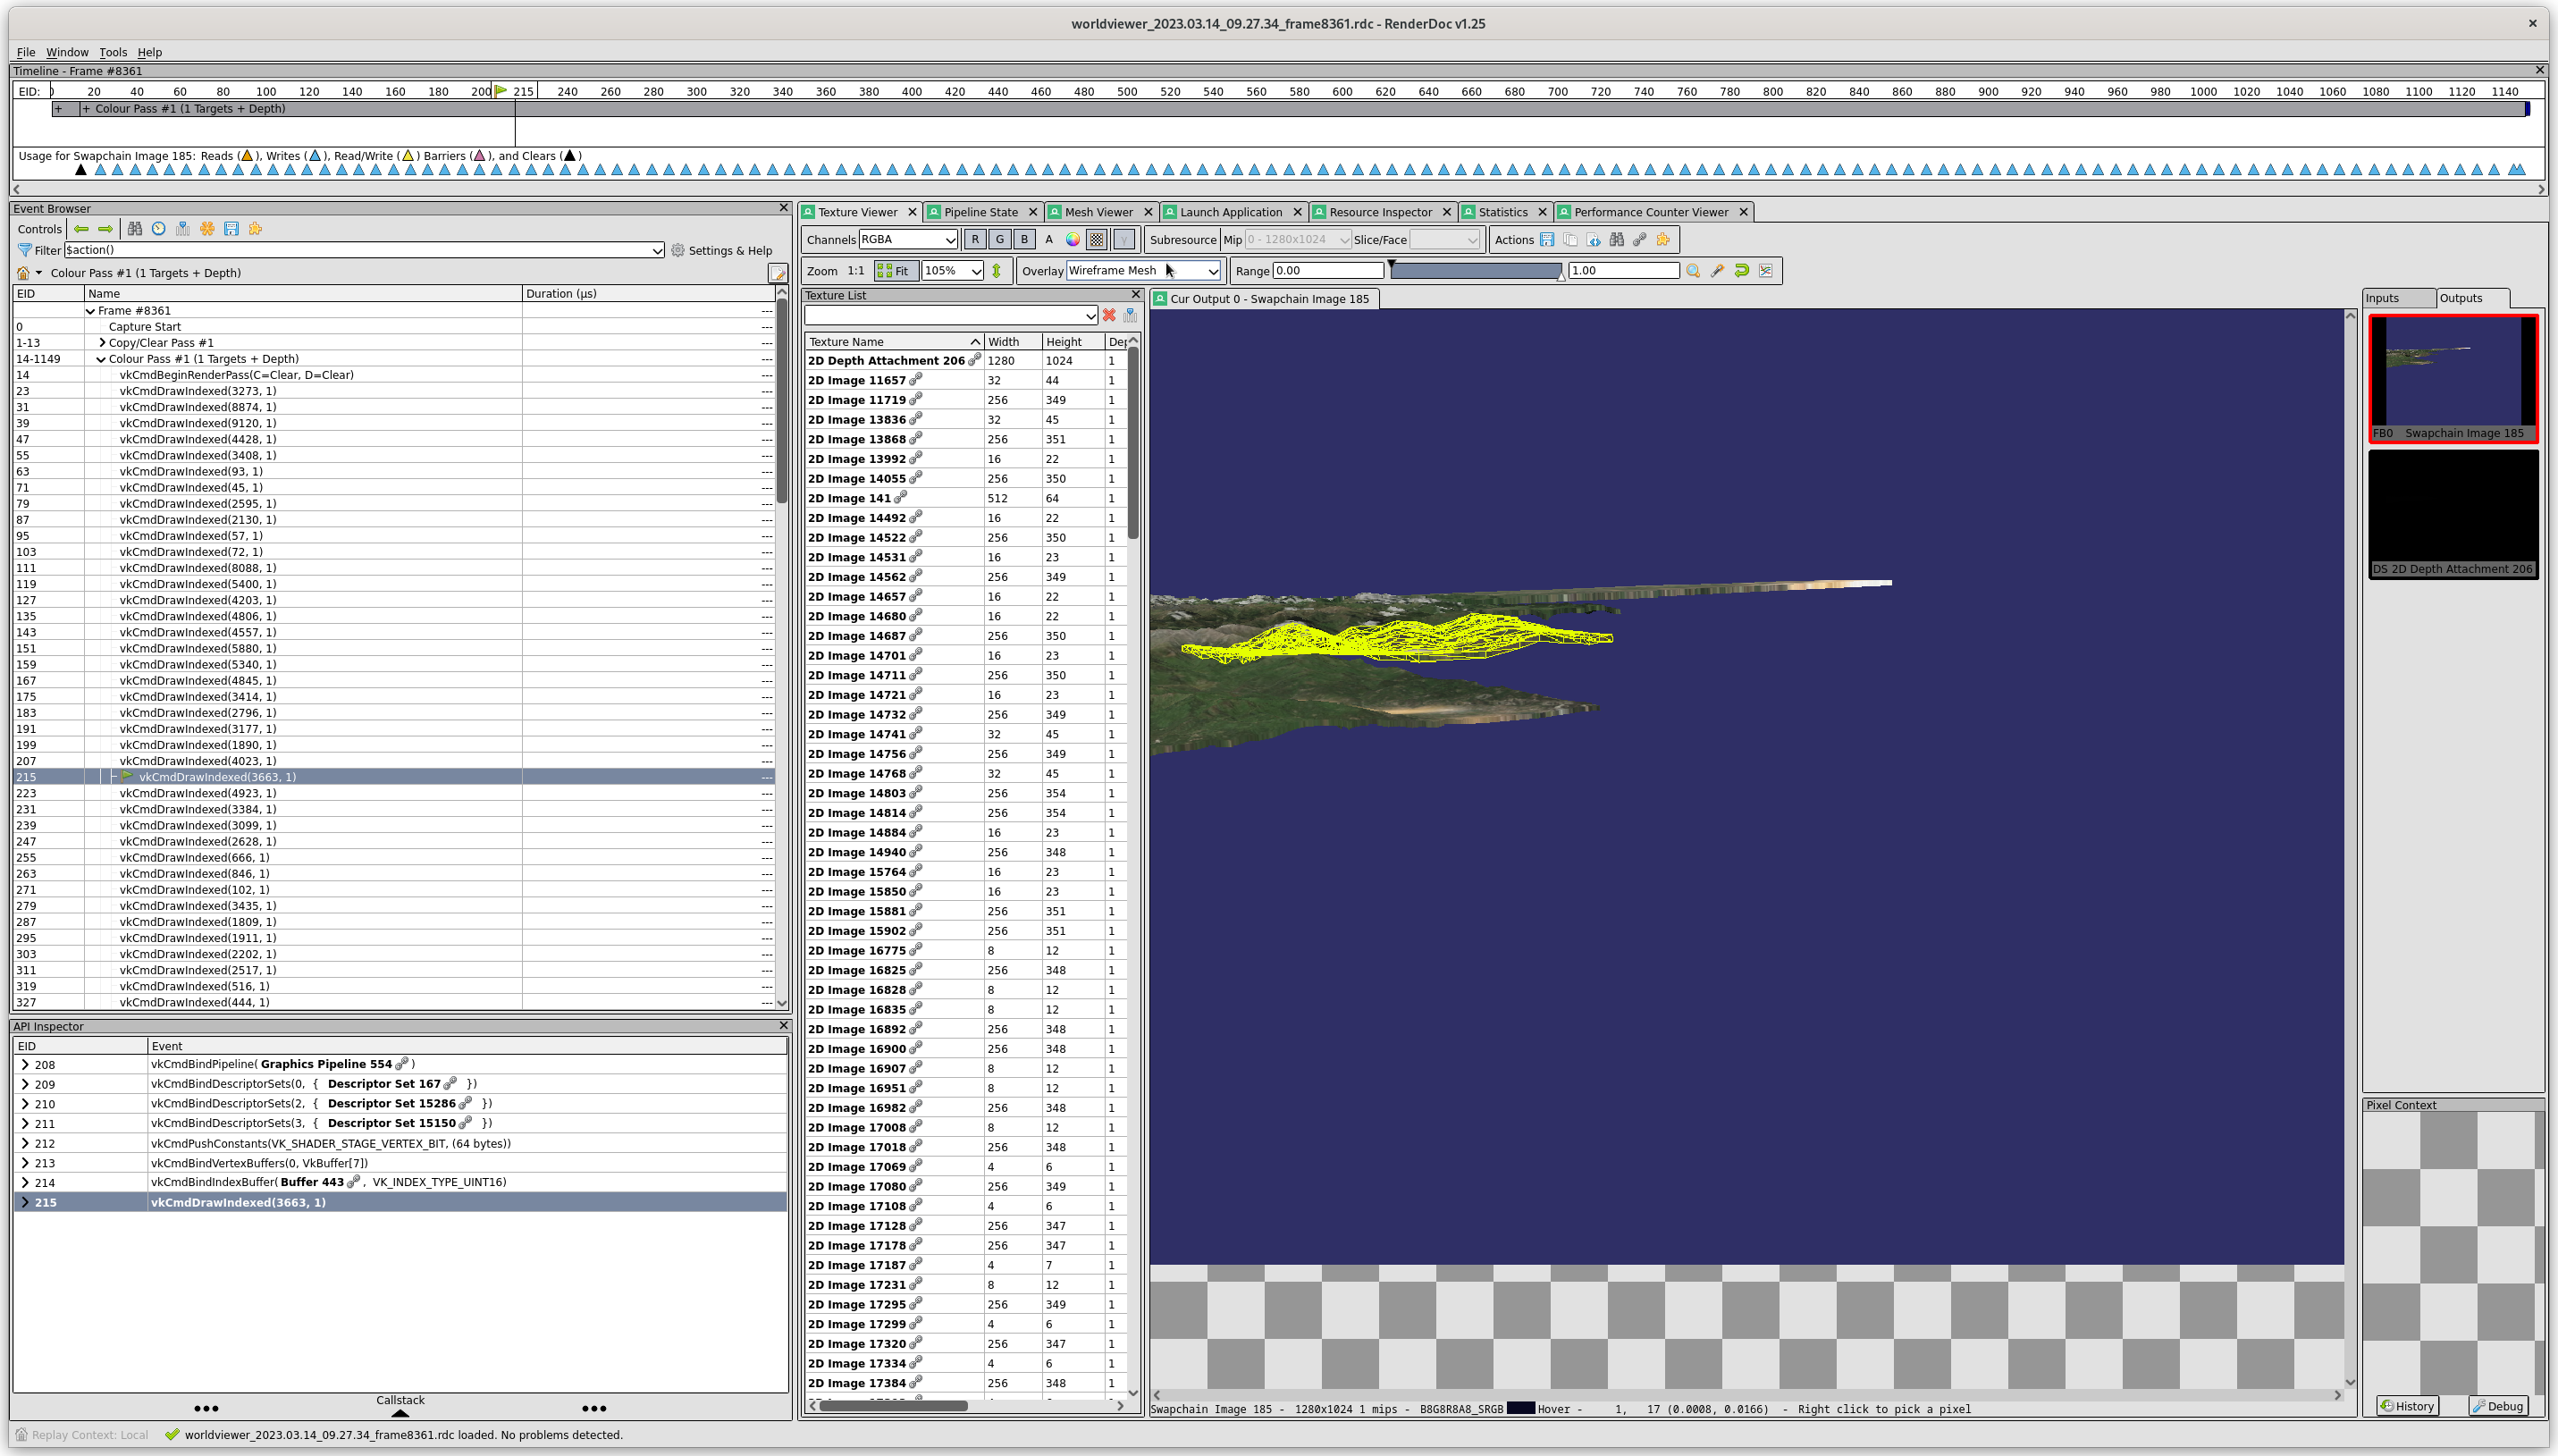 worldviewer_2023.03.14_09.27.34_frame8361.rdc - RenderDoc v1.25
File Window Tools Help
Timeline - Frame #8361
EID: 20 40 60 80 100 120 140 160 180 200 215 240 260 280 300 320 340 360 380 400 420 440 460 480 500 520 540 560 580 600 620 640 660 680 700 720 740 760 780 800 820 840 860 880 900 920 940 960 980 1000 1020 1040 1060 1080 1100 1120 1140
+ + Colour Pass #1 (1 Targets + Depth)
Usage for Swapchain Image 185: Reads ( ), Writes ( ), Read/Write ( ) Barriers ( ), and Clears ( )
Event Browser
Controls
Filter $action() Settings & Help
Colour Pass #1 (1 Targets + Depth)
EID Name Duration (µs)
Frame #8361 ---
0 Capture Start ---
1-13 Copy/Clear Pass #1 ---
14-1149 Colour Pass #1 (1 Targets + Depth) ---
14 vkCmdBeginRenderPass(C=Clear, D=Clear) ---
23 vkCmdDrawIndexed(3273, 1) ---
31 vkCmdDrawIndexed(8874, 1) ---
39 vkCmdDrawIndexed(9120, 1) ---
47 vkCmdDrawIndexed(4428, 1) ---
55 vkCmdDrawIndexed(3408, 1) ---
63 vkCmdDrawIndexed(93, 1) ---
71 vkCmdDrawIndexed(45, 1) ---
79 vkCmdDrawIndexed(2595, 1) ---
87 vkCmdDrawIndexed(2130, 1) ---
95 vkCmdDrawIndexed(57, 1) ---
103 vkCmdDrawIndexed(72, 1) ---
111 vkCmdDrawIndexed(8088, 1) ---
119 vkCmdDrawIndexed(5400, 1) ---
127 vkCmdDrawIndexed(4203, 1) ---
135 vkCmdDrawIndexed(4806, 1) ---
143 vkCmdDrawIndexed(4557, 1) ---
151 vkCmdDrawIndexed(5880, 1) ---
159 vkCmdDrawIndexed(5340, 1) ---
167 vkCmdDrawIndexed(4845, 1) ---
175 vkCmdDrawIndexed(3414, 1) ---
183 vkCmdDrawIndexed(2796, 1) ---
191 vkCmdDrawIndexed(3177, 1) ---
199 vkCmdDrawIndexed(1890, 1) ---
207 vkCmdDrawIndexed(4023, 1) ---
215 vkCmdDrawIndexed(3663, 1) ---
223 vkCmdDrawIndexed(4923, 1) ---
231 vkCmdDrawIndexed(3384, 1) ---
239 vkCmdDrawIndexed(3099, 1) ---
247 vkCmdDrawIndexed(2628, 1) ---
255 vkCmdDrawIndexed(666, 1) ---
263 vkCmdDrawIndexed(846, 1) ---
271 vkCmdDrawIndexed(102, 1) ---
279 vkCmdDrawIndexed(3435, 1) ---
287 vkCmdDrawIndexed(1809, 1) ---
295 vkCmdDrawIndexed(1911, 1) ---
303 vkCmdDrawIndexed(2202, 1) ---
311 vkCmdDrawIndexed(2517, 1) ---
319 vkCmdDrawIndexed(516, 1) ---
327 vkCmdDrawIndexed(444, 1) ---
API Inspector
EID Event
208 vkCmdBindPipeline( Graphics Pipeline 554 )
209 vkCmdBindDescriptorSets(0, { Descriptor Set 167 })
210 vkCmdBindDescriptorSets(2, { Descriptor Set 15286 })
211 vkCmdBindDescriptorSets(3, { Descriptor Set 15150 })
212 vkCmdPushConstants(VK_SHADER_STAGE_VERTEX_BIT, (64 bytes))
213 vkCmdBindVertexBuffers(0, VkBuffer[7])
214 vkCmdBindIndexBuffer( Buffer 443 , VK_INDEX_TYPE_UINT16)
215 vkCmdDrawIndexed(3663, 1)
Callstack
Texture Viewer Pipeline State Mesh Viewer Launch Application Resource Inspector Statistics Performance Counter Viewer
Channels RGBA R G B A γ Subresource Mip 0 - 1280x1024 Slice/Face Actions
Zoom 1:1 Fit 105% Overlay Wireframe Mesh Range 0.00 1.00
Texture List
Texture Name Width Height Dep
2D Depth Attachment 206 1280 1024 1
2D Image 11657 32 44 1
2D Image 11719 256 349 1
2D Image 13836 32 45 1
2D Image 13868 256 351 1
2D Image 13992 16 22 1
2D Image 14055 256 350 1
2D Image 141 512 64 1
2D Image 14492 16 22 1
2D Image 14522 256 350 1
2D Image 14531 16 23 1
2D Image 14562 256 349 1
2D Image 14657 16 22 1
2D Image 14680 16 22 1
2D Image 14687 256 350 1
2D Image 14701 16 23 1
2D Image 14711 256 350 1
2D Image 14721 16 23 1
2D Image 14732 256 349 1
2D Image 14741 32 45 1
2D Image 14756 256 349 1
2D Image 14768 32 45 1
2D Image 14803 256 354 1
2D Image 14814 256 354 1
2D Image 14884 16 23 1
2D Image 14940 256 348 1
2D Image 15764 16 23 1
2D Image 15850 16 23 1
2D Image 15881 256 351 1
2D Image 15902 256 351 1
2D Image 16775 8 12 1
2D Image 16825 256 348 1
2D Image 16828 8 12 1
2D Image 16835 8 12 1
2D Image 16892 256 348 1
2D Image 16900 256 348 1
2D Image 16907 8 12 1
2D Image 16951 8 12 1
2D Image 16982 256 348 1
2D Image 17008 8 12 1
2D Image 17018 256 348 1
2D Image 17069 4 6 1
2D Image 17080 256 349 1
2D Image 17108 4 6 1
2D Image 17128 256 347 1
2D Image 17178 256 347 1
2D Image 17187 4 7 1
2D Image 17231 8 12 1
2D Image 17295 256 349 1
2D Image 17299 4 6 1
2D Image 17320 256 347 1
2D Image 17334 4 6 1
2D Image 17384 256 348 1
Cur Output 0 - Swapchain Image 185
Swapchain Image 185 - 1280x1024 1 mips - B8G8R8A8_SRGB Hover - 1, 17 (0.0008, 0.0166) - Right click to pick a pixel
Inputs Outputs
FB0 Swapchain Image 185
DS 2D Depth Attachment 206
Pixel Context
History Debug
Replay Context: Local worldviewer_2023.03.14_09.27.34_frame8361.rdc loaded. No problems detected.